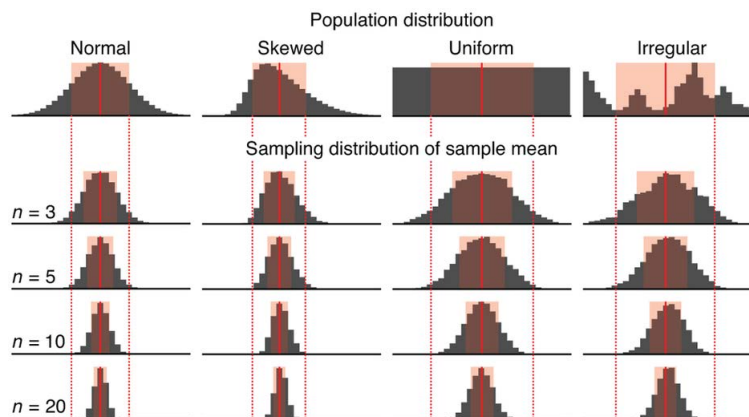 Population distribution
Normal Skewed Uniform Irregular
Sampling distribution of sample mean
n = 3
n = 5
n = 10
n = 20